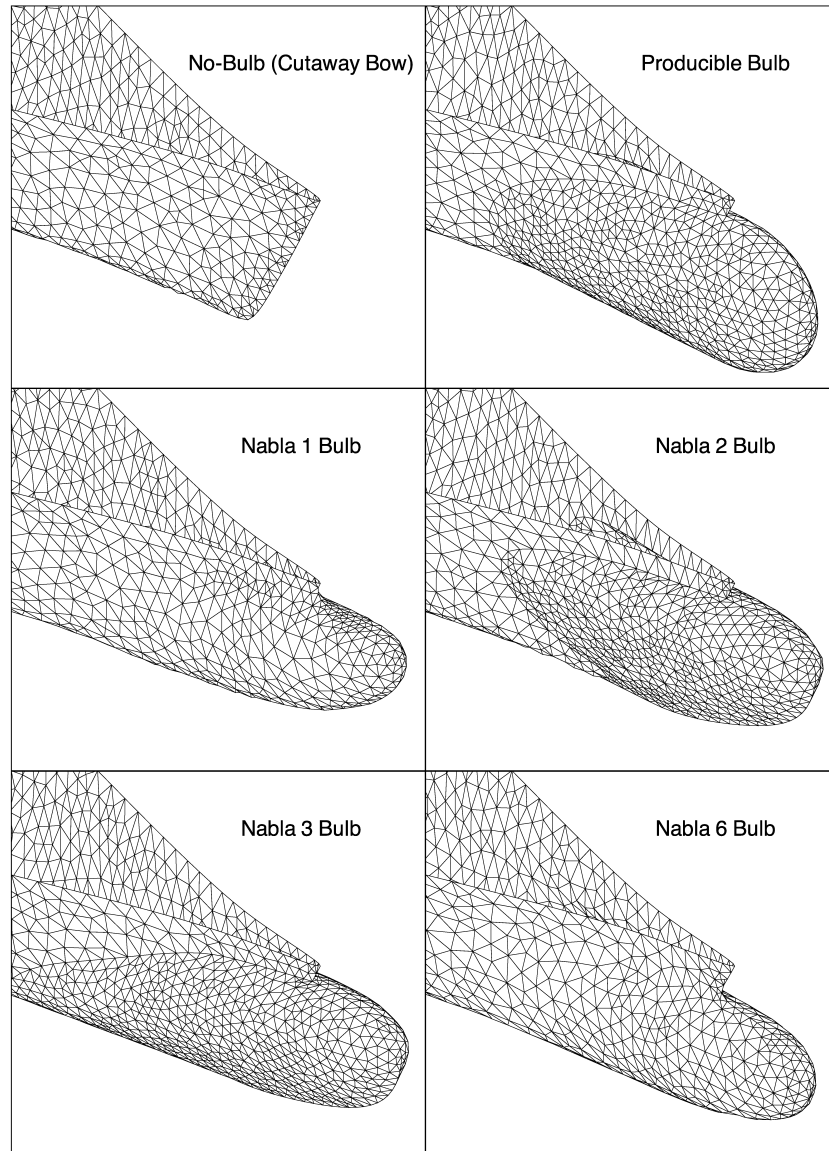 No-Bulb (Cutaway Bow)
Producible Bulb
Nabla 1 Bulb
Nabla 2 Bulb
Nabla 3 Bulb
Nabla 6 Bulb